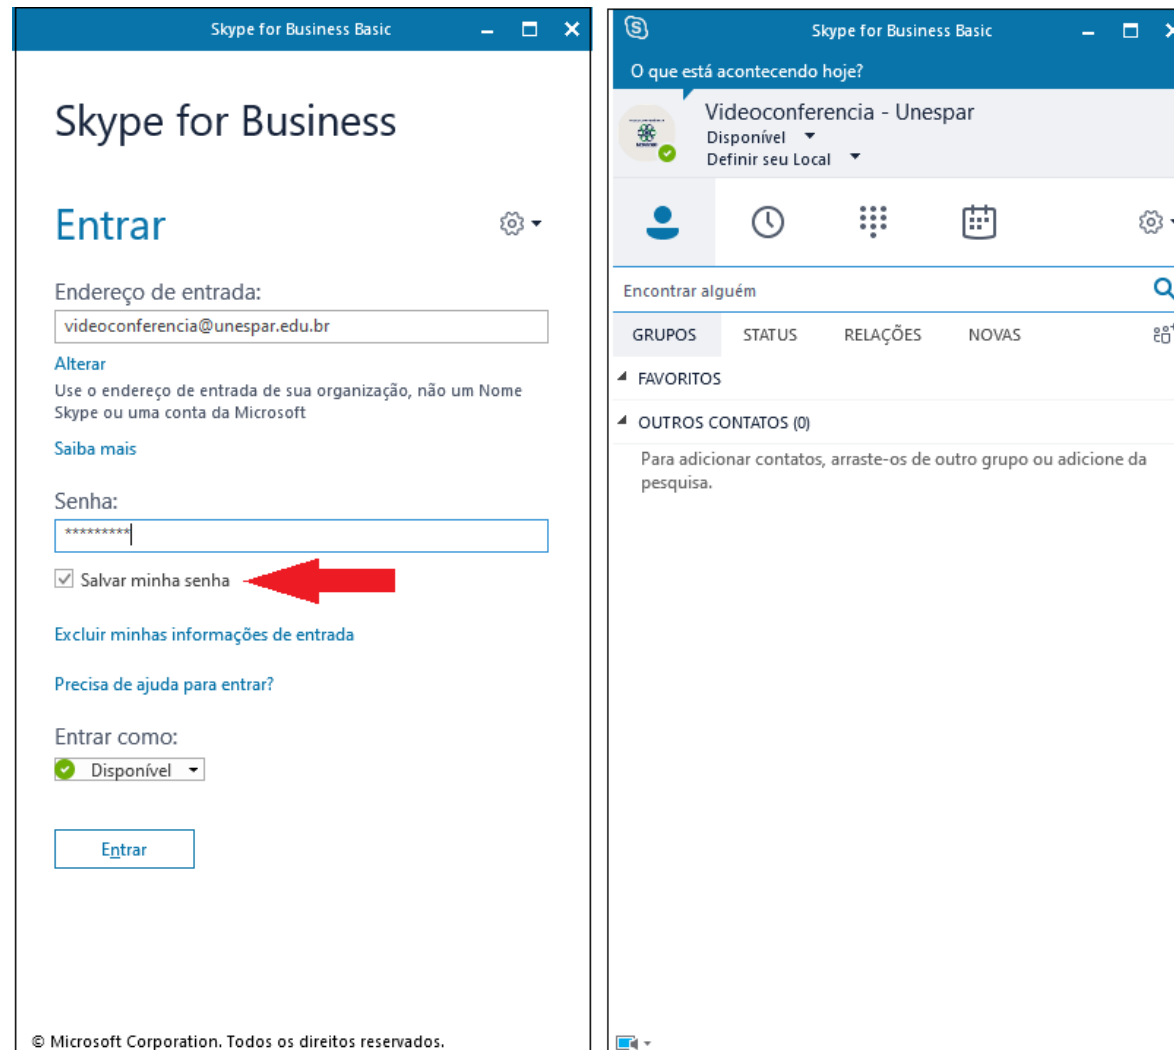 Skype for Business Basic
Skype for Business
Entrar
Endereço de entrada:
videoconferencia@unespar.edu.br
Alterar
Use o endereço de entrada de sua organização, não um Nome
Skype ou uma conta da Microsoft
Saiba mais
Senha:
*********
Salvar minha senha
Excluir minhas informações de entrada
Precisa de ajuda para entrar?
Entrar como:
Disponível
Entrar
© Microsoft Corporation. Todos os direitos reservados.
Skype for Business Basic
O que está acontecendo hoje?
Videoconferencia - Unespar
Disponível
Definir seu Local
Encontrar alguém
GRUPOS STATUS RELAÇÕES NOVAS
FAVORITOS
OUTROS CONTATOS (0)
Para adicionar contatos, arraste-os de outro grupo ou adicione da
pesquisa.